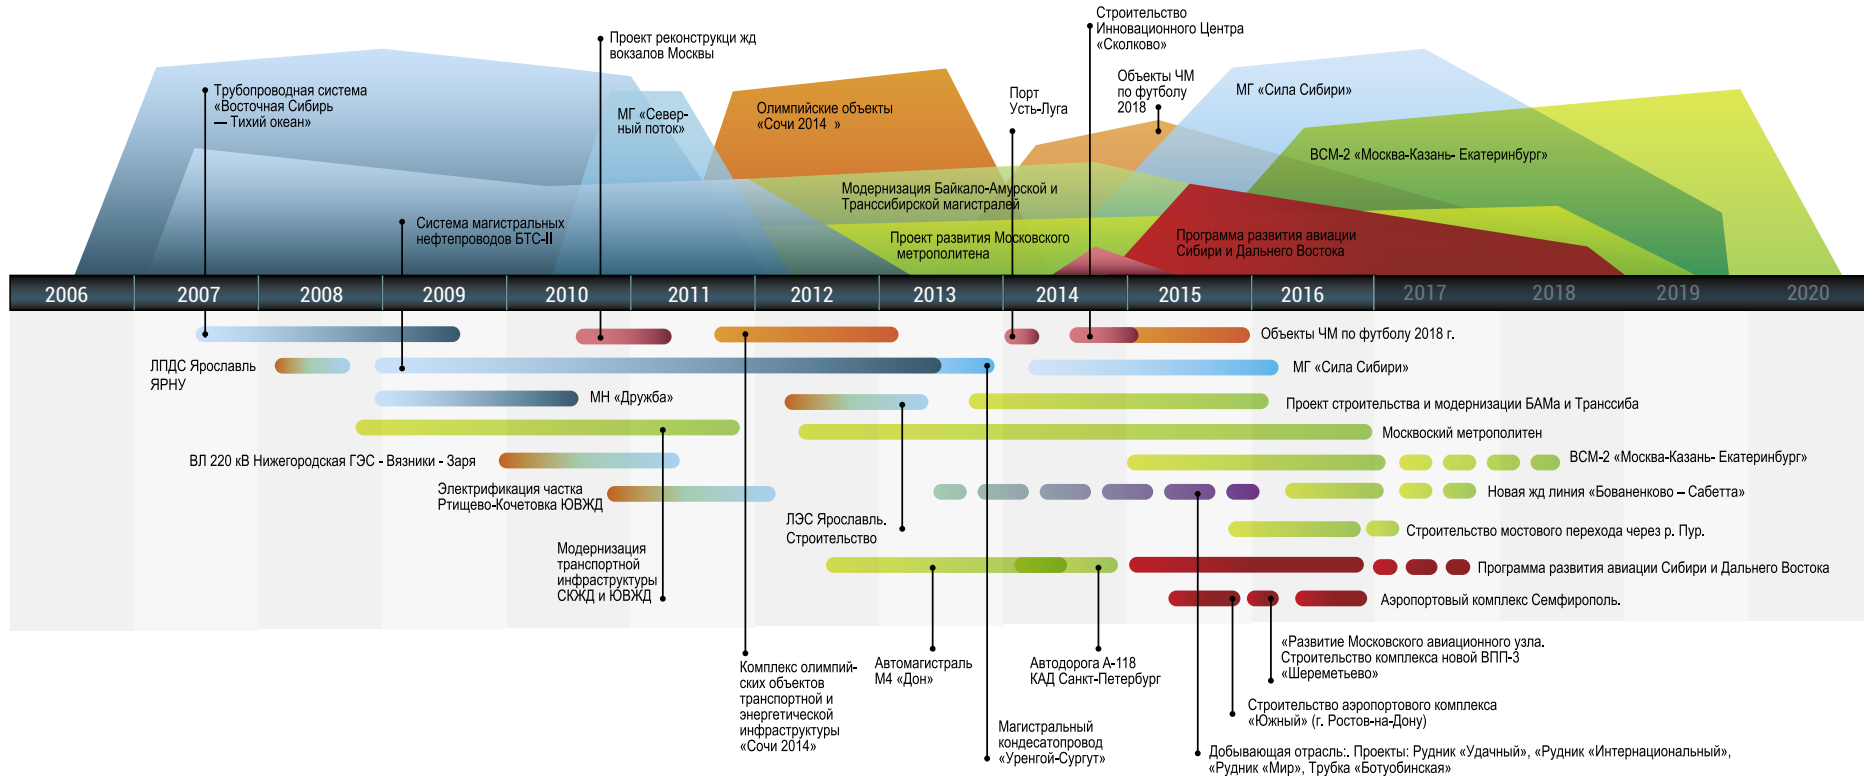 Строительство
Инновационного Центра
«Сколково»
Проект реконструкци жд
вокзалов Москвы
Трубопроводная система
«Восточная Сибирь
— Тихий океан»
МГ «Север-
ный поток»
Олимпийские объекты
«Сочи 2014 »
Порт
Усть-Луга
Объекты ЧМ
по футболу
2018
МГ «Сила Сибири»
ВСМ-2 «Москва-Казань- Екатеринбург»
Модернизация Байкало-Амурской и
Транссибирской магистралей
Система магистральных
нефтепроводов БТС-II
Проект развития Московского
метрополитена
Программа развития авиации
Сибири и Дальнего Востока
2006 2007 2008 2009 2010 2011 2012 2013 2014 2015 2016 2017 2018 2019 2020
Объекты ЧМ по футболу 2018 г.
ЛПДС Ярославль
ЯРНУ
МГ «Сила Сибири»
МН «Дружба»
Проект строительства и модернизации БАМа и Транссиба
Москвоский метрополитен
ВЛ 220 кВ Нижегородская ГЭС - Вязники - Заря
ВСМ-2 «Москва-Казань- Екатеринбург»
Электрификация частка
Ртищево-Кочетовка ЮВЖД
Новая жд линия «Бованенково – Сабетта»
ЛЭС Ярославль.
Строительство
Строительство мостового перехода через р. Пур.
Модернизация
транспортной
инфраструктуры
СКЖД и ЮВЖД
Программа развития авиации Сибири и Дальнего Востока
Аэропортовый комплекс Семфирополь.
Комплекс олимпий-
ских объектов
транспортной и
энергетической
инфраструктуры
«Сочи 2014»
Автомагистраль
М4 «Дон»
Автодорога А-118
КАД Санкт-Петербург
«Развитие Московского авиационного узла.
Строительство комплекса новой ВПП-3
«Шереметьево»
Строительство аэропортового комплекса
«Южный» (г. Ростов-на-Дону)
Магистральный
кондесатопровод
«Уренгой-Сургут»
Добывающая отрасль:. Проекты: Рудник «Удачный», «Рудник «Интернациональный»,
«Рудник «Мир», Трубка «Ботуобинская»